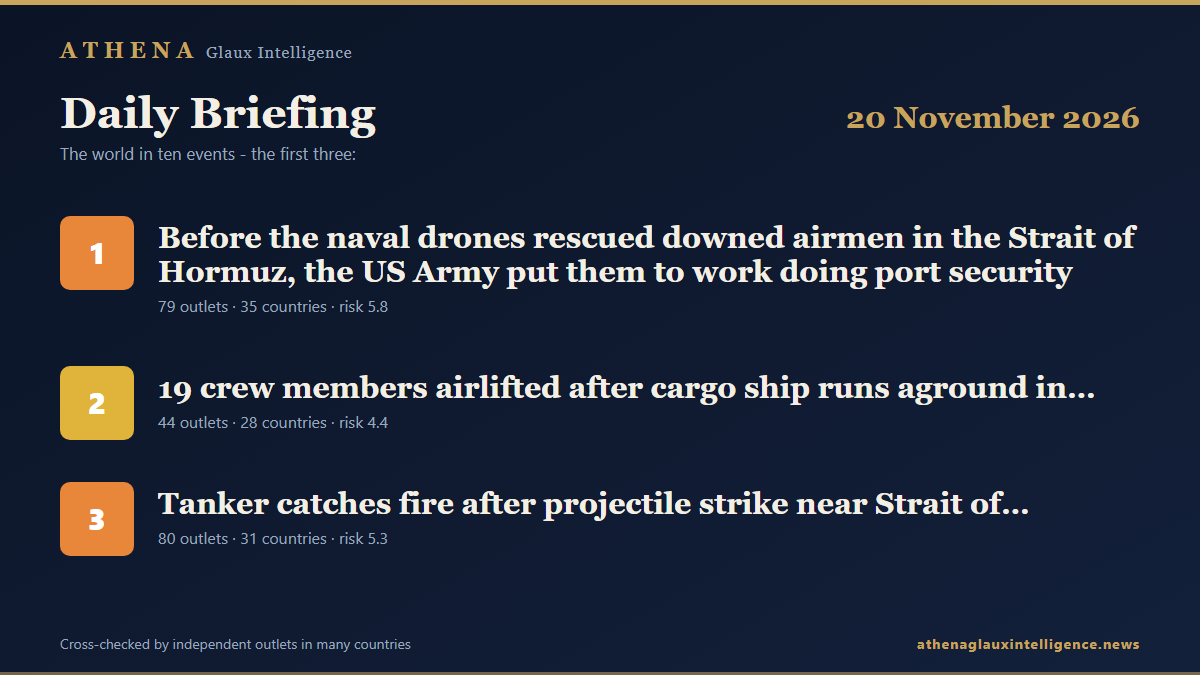 ATHENA Glaux Intelligence
Daily Briefing
20 November 2026
The world in ten events - the first three:
1
Before the naval drones rescued downed airmen in the Strait of
Hormuz, the US Army put them to work doing port security
79 outlets · 35 countries · risk 5.8
2
19 crew members airlifted after cargo ship runs aground in...
44 outlets · 28 countries · risk 4.4
3
Tanker catches fire after projectile strike near Strait of...
80 outlets · 31 countries · risk 5.3
Cross-checked by independent outlets in many countries
athenaglauxintelligence.news